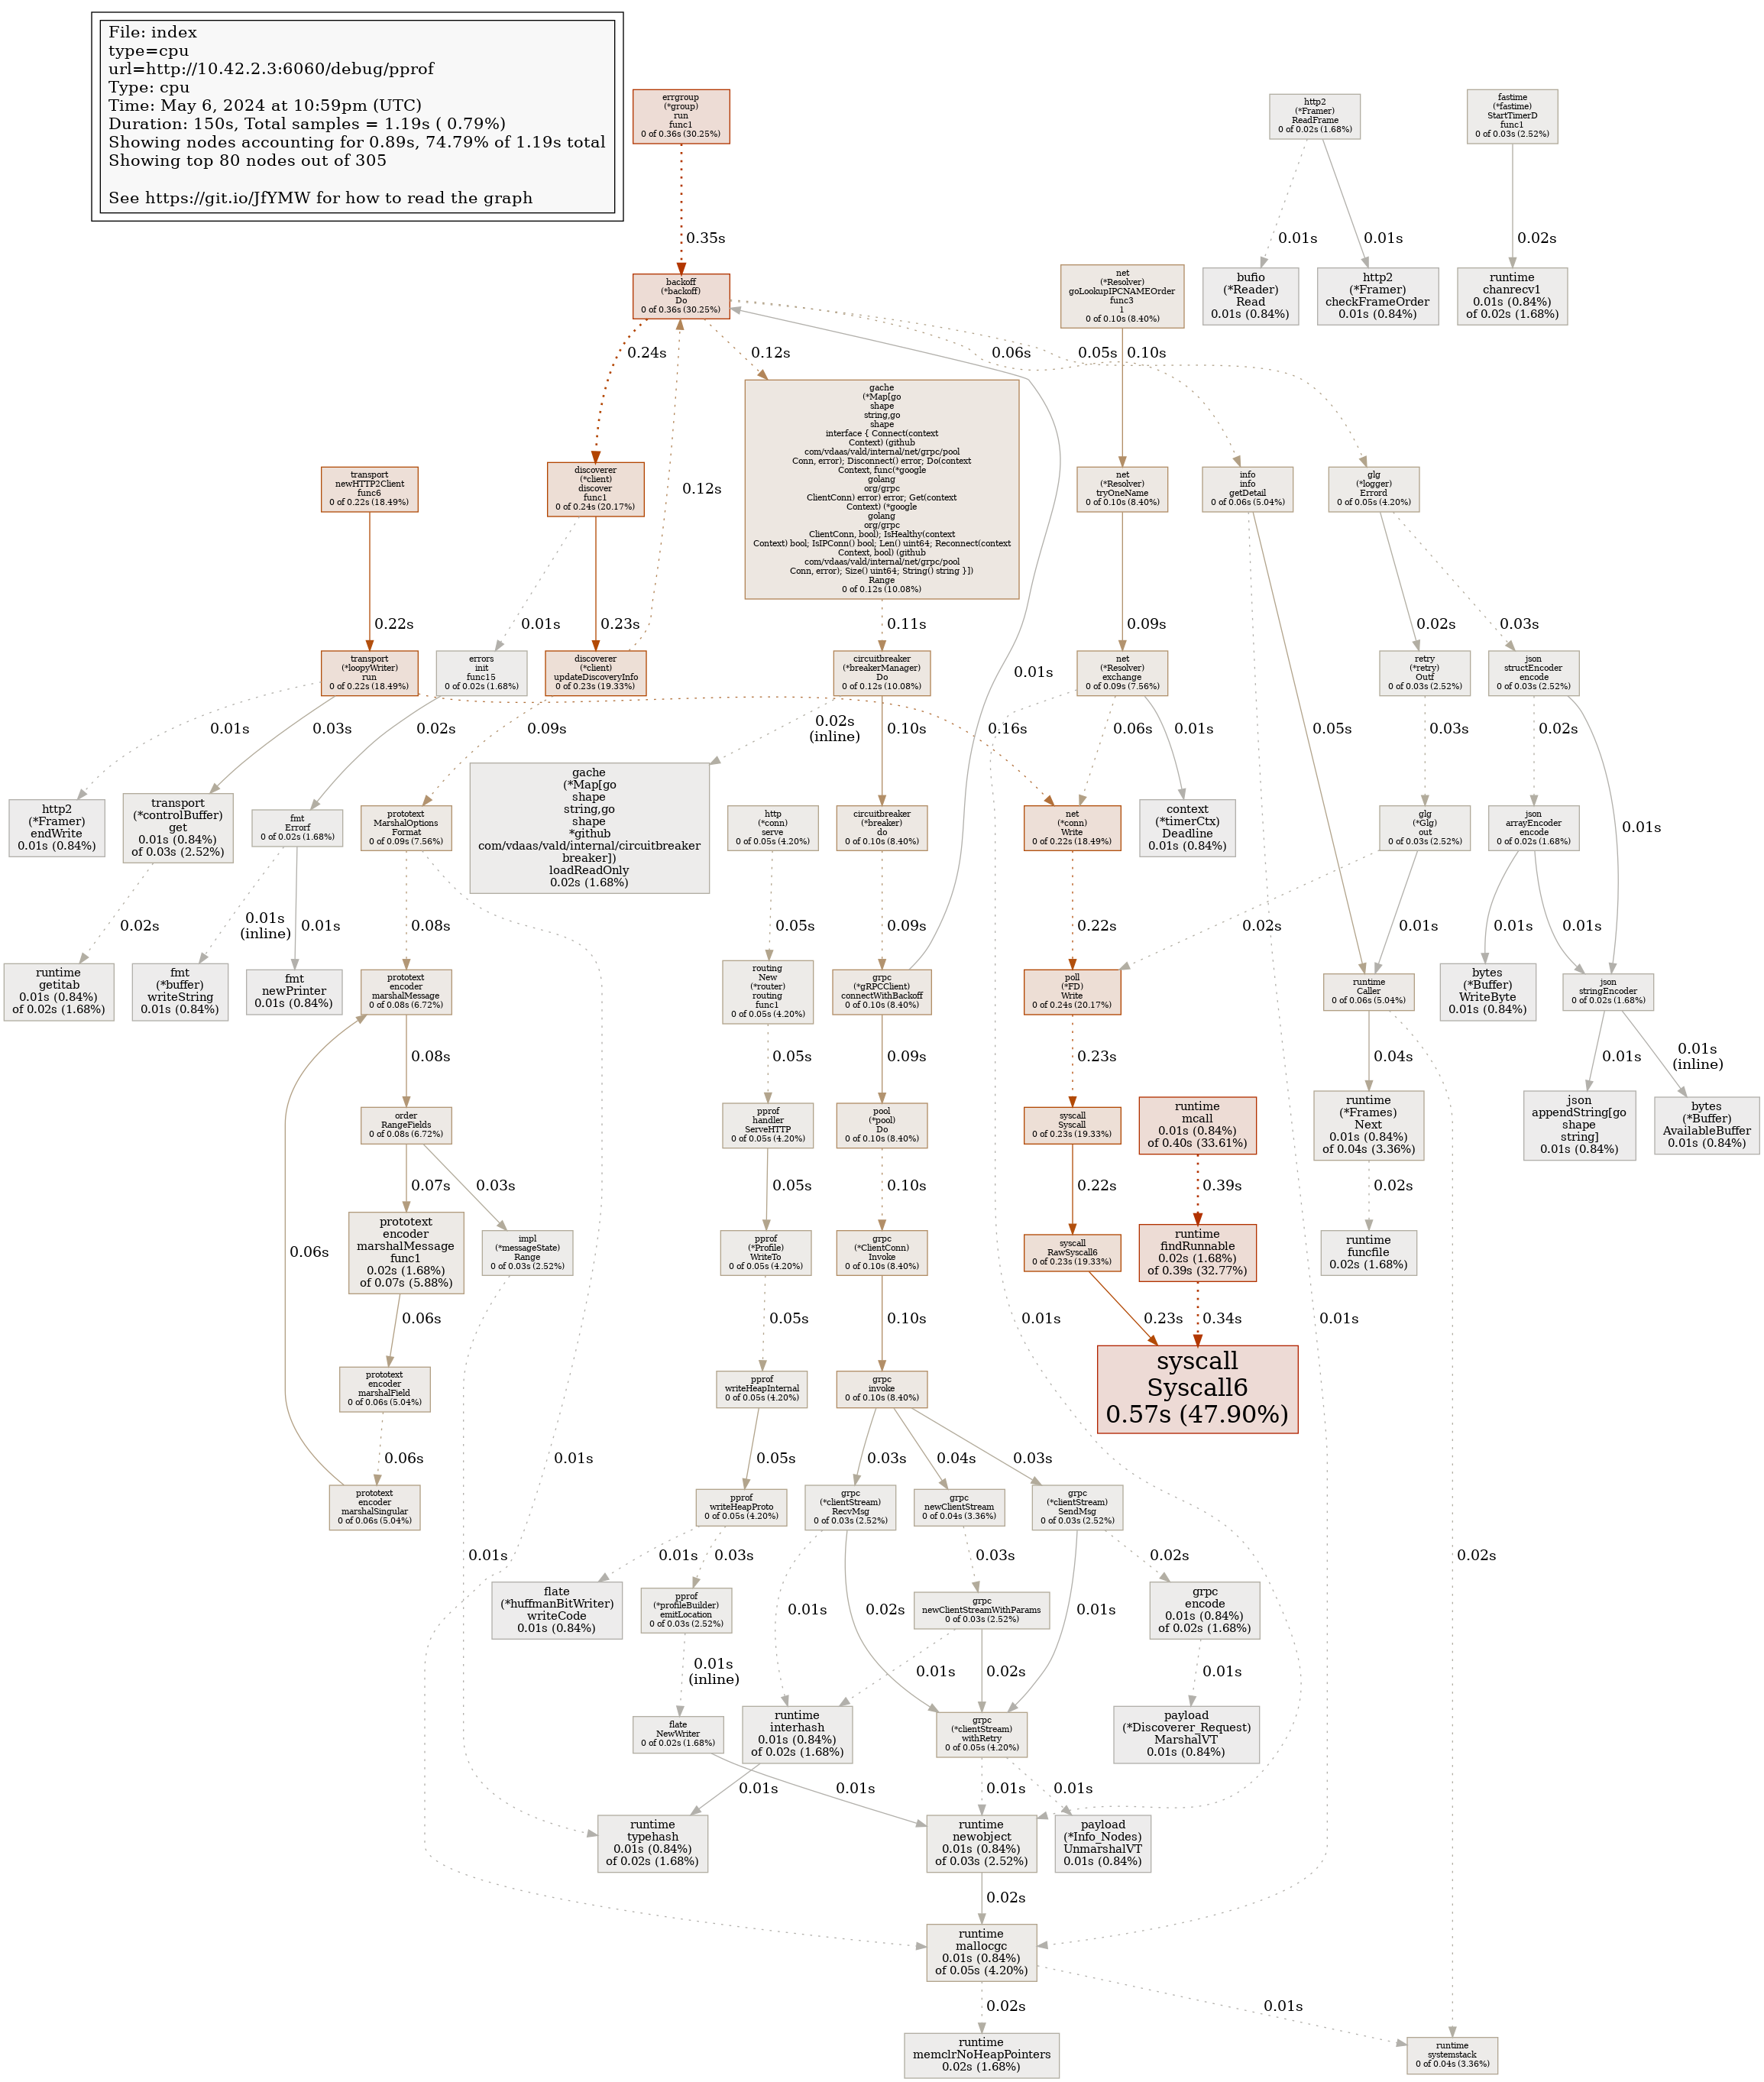 File: index
type=cpu
url=http://10.42.2.3:6060/debug/pprof
Type: cpu
Time: May 6, 2024 at 10:59pm (UTC)
Duration: 150s, Total samples = 1.19s ( 0.79%)
Showing nodes accounting for 0.89s, 74.79% of 1.19s total
Showing top 80 nodes out of 305
See https://git.io/JfYMW for how to read the graph
errgroup
(*group)
run
func1
0 of 0.36s (30.25%)
http2
(*Framer)
ReadFrame
0 of 0.02s (1.68%)
fastime
(*fastime)
StartTimerD
func1
0 of 0.03s (2.52%)
0.35s
0.01s
0.01s
0.02s
backoff
(*backoff)
Do
0 of 0.36s (30.25%)
net
(*Resolver)
goLookupIPCNAMEOrder
func3
1
0 of 0.10s (8.40%)
bufio
(*Reader)
Read
0.01s (0.84%)
http2
(*Framer)
checkFrameOrder
0.01s (0.84%)
runtime
chanrecv1
0.01s (0.84%)
of 0.02s (1.68%)
0.24s
0.12s
0.06s
0.05s
0.10s
transport
newHTTP2Client
func6
0 of 0.22s (18.49%)
discoverer
(*client)
discover
func1
0 of 0.24s (20.17%)
0.12s
gache
(*Map[go
shape
string,go
shape
interface { Connect(context
Context) (github
com/vdaas/vald/internal/net/grpc/pool
Conn, error); Disconnect() error; Do(context
Context, func(*google
golang
org/grpc
ClientConn) error) error; Get(context
Context) (*google
golang
org/grpc
ClientConn, bool); IsHealthy(context
Context) bool; IsIPConn() bool; Len() uint64; Reconnect(context
Context, bool) (github
com/vdaas/vald/internal/net/grpc/pool
Conn, error); Size() uint64; String() string }])
Range
0 of 0.12s (10.08%)
net
(*Resolver)
tryOneName
0 of 0.10s (8.40%)
info
info
getDetail
0 of 0.06s (5.04%)
glg
(*logger)
Errord
0 of 0.05s (4.20%)
0.22s
0.01s
0.23s
0.11s
0.09s
0.02s
0.03s
transport
(*loopyWriter)
run
0 of 0.22s (18.49%)
errors
init
func15
0 of 0.02s (1.68%)
discoverer
(*client)
updateDiscoveryInfo
0 of 0.23s (19.33%)
circuitbreaker
(*breakerManager)
Do
0 of 0.12s (10.08%)
0.01s
net
(*Resolver)
exchange
0 of 0.09s (7.56%)
retry
(*retry)
Outf
0 of 0.03s (2.52%)
json
structEncoder
encode
0 of 0.03s (2.52%)
0.01s
0.03s
0.02s
0.09s
0.02s
(inline)
0.10s
0.16s
0.06s
0.01s
0.05s
0.03s
0.02s
http2
(*Framer)
endWrite
0.01s (0.84%)
transport
(*controlBuffer)
get
0.01s (0.84%)
of 0.03s (2.52%)
fmt
Errorf
0 of 0.02s (1.68%)
prototext
MarshalOptions
Format
0 of 0.09s (7.56%)
gache
(*Map[go
shape
string,go
shape
*github
com/vdaas/vald/internal/circuitbreaker
breaker])
loadReadOnly
0.02s (1.68%)
http
(*conn)
serve
0 of 0.05s (4.20%)
circuitbreaker
(*breaker)
do
0 of 0.10s (8.40%)
net
(*conn)
Write
0 of 0.22s (18.49%)
context
(*timerCtx)
Deadline
0.01s (0.84%)
glg
(*Glg)
out
0 of 0.03s (2.52%)
json
arrayEncoder
encode
0 of 0.02s (1.68%)
0.01s
0.02s
0.01s
(inline)
0.01s
0.08s
0.05s
0.09s
0.22s
0.02s
0.01s
0.01s
0.01s
runtime
getitab
0.01s (0.84%)
of 0.02s (1.68%)
fmt
(*buffer)
writeString
0.01s (0.84%)
fmt
newPrinter
0.01s (0.84%)
prototext
encoder
marshalMessage
0 of 0.08s (6.72%)
routing
New
(*router)
routing
func1
0 of 0.05s (4.20%)
grpc
(*gRPCClient)
connectWithBackoff
0 of 0.10s (8.40%)
poll
(*FD)
Write
0 of 0.24s (20.17%)
runtime
Caller
0 of 0.06s (5.04%)
bytes
(*Buffer)
WriteByte
0.01s (0.84%)
json
stringEncoder
0 of 0.02s (1.68%)
0.08s
0.05s
0.09s
0.23s
0.04s
0.01s
0.01s
(inline)
order
RangeFields
0 of 0.08s (6.72%)
pprof
handler
ServeHTTP
0 of 0.05s (4.20%)
pool
(*pool)
Do
0 of 0.10s (8.40%)
syscall
Syscall
0 of 0.23s (19.33%)
runtime
mcall
0.01s (0.84%)
of 0.40s (33.61%)
runtime
(*Frames)
Next
0.01s (0.84%)
of 0.04s (3.36%)
json
appendString[go
shape
string]
0.01s (0.84%)
bytes
(*Buffer)
AvailableBuffer
0.01s (0.84%)
0.07s
0.03s
0.05s
0.10s
0.22s
0.39s
0.02s
0.06s
prototext
encoder
marshalMessage
func1
0.02s (1.68%)
of 0.07s (5.88%)
impl
(*messageState)
Range
0 of 0.03s (2.52%)
pprof
(*Profile)
WriteTo
0 of 0.05s (4.20%)
grpc
(*ClientConn)
Invoke
0 of 0.10s (8.40%)
syscall
RawSyscall6
0 of 0.23s (19.33%)
runtime
findRunnable
0.02s (1.68%)
of 0.39s (32.77%)
runtime
funcfile
0.02s (1.68%)
0.06s
0.05s
0.10s
0.01s
0.23s
0.34s
0.01s
prototext
encoder
marshalField
0 of 0.06s (5.04%)
pprof
writeHeapInternal
0 of 0.05s (4.20%)
grpc
invoke
0 of 0.10s (8.40%)
syscall
Syscall6
0.57s (47.90%)
0.06s
0.01s
0.05s
0.03s
0.04s
0.03s
prototext
encoder
marshalSingular
0 of 0.06s (5.04%)
pprof
writeHeapProto
0 of 0.05s (4.20%)
grpc
(*clientStream)
RecvMsg
0 of 0.03s (2.52%)
grpc
newClientStream
0 of 0.04s (3.36%)
grpc
(*clientStream)
SendMsg
0 of 0.03s (2.52%)
0.01s
0.01s
0.03s
0.03s
0.02s
0.02s
flate
(*huffmanBitWriter)
writeCode
0.01s (0.84%)
pprof
(*profileBuilder)
emitLocation
0 of 0.03s (2.52%)
0.01s
0.02s
grpc
newClientStreamWithParams
0 of 0.03s (2.52%)
0.01s
grpc
encode
0.01s (0.84%)
of 0.02s (1.68%)
0.01s
(inline)
0.01s
0.02s
0.01s
flate
NewWriter
0 of 0.02s (1.68%)
runtime
interhash
0.01s (0.84%)
of 0.02s (1.68%)
grpc
(*clientStream)
withRetry
0 of 0.05s (4.20%)
payload
(*Discoverer_Request)
MarshalVT
0.01s (0.84%)
0.01s
0.01s
0.01s
0.01s
runtime
typehash
0.01s (0.84%)
of 0.02s (1.68%)
runtime
newobject
0.01s (0.84%)
of 0.03s (2.52%)
payload
(*Info_Nodes)
UnmarshalVT
0.01s (0.84%)
0.02s
runtime
mallocgc
0.01s (0.84%)
of 0.05s (4.20%)
0.02s
0.01s
runtime
memclrNoHeapPointers
0.02s (1.68%)
runtime
systemstack
0 of 0.04s (3.36%)